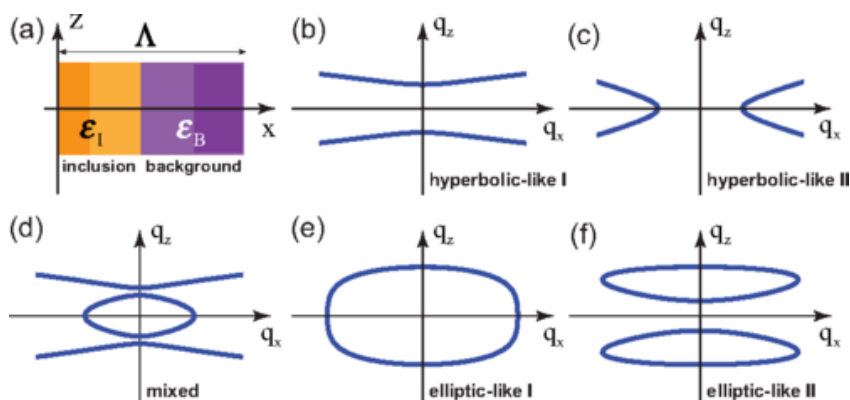 (a)
z
Λ
x
ε_I
ε_B
inclusion background
(b)
q_z
q_x
hyperbolic-like I
(c)
q_z
q_x
hyperbolic-like II
(d)
q_z
q_x
mixed
(e)
q_z
q_x
elliptic-like I
(f)
q_z
q_x
elliptic-like II